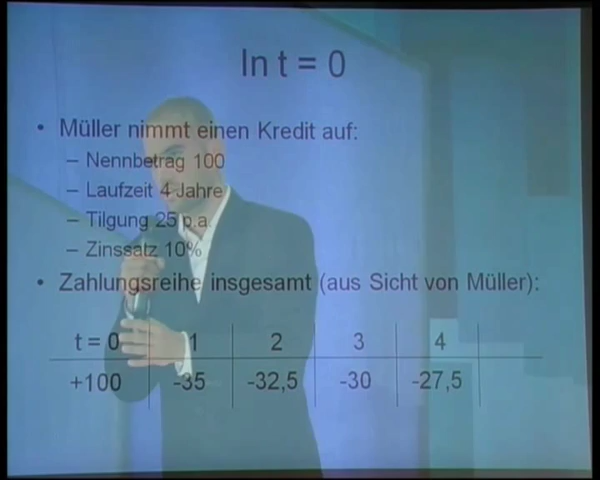 In t = 0
• Müller nimmt einen Kredit auf:
– Nennbetrag 100
– Laufzeit 4 Jahre
– Tilgung 25 p.a.
– Zinssatz 10%
• Zahlungsreihe insgesamt (aus Sicht von Müller):
t = 0 1 2 3 4
+100 -35 -32,5 -30 -27,5